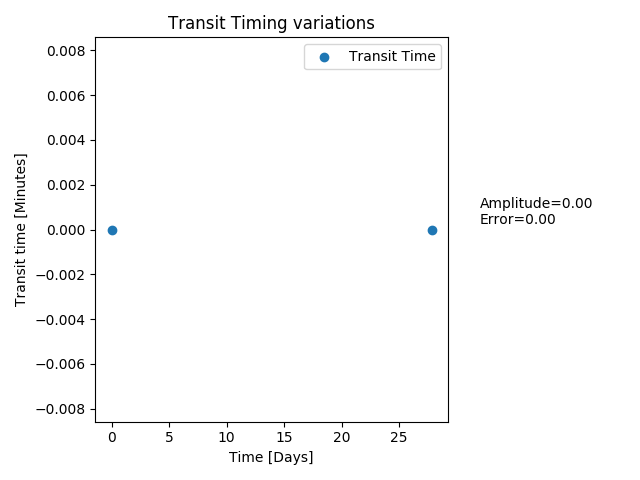 Transit Timing variations
Transit Time
0.008
0.006
0.004
0.002
0.000
−0.002
−0.004
−0.006
−0.008
Transit time [Minutes]
Amplitude=0.00
Error=0.00
0 5 10 15 20 25
Time [Days]